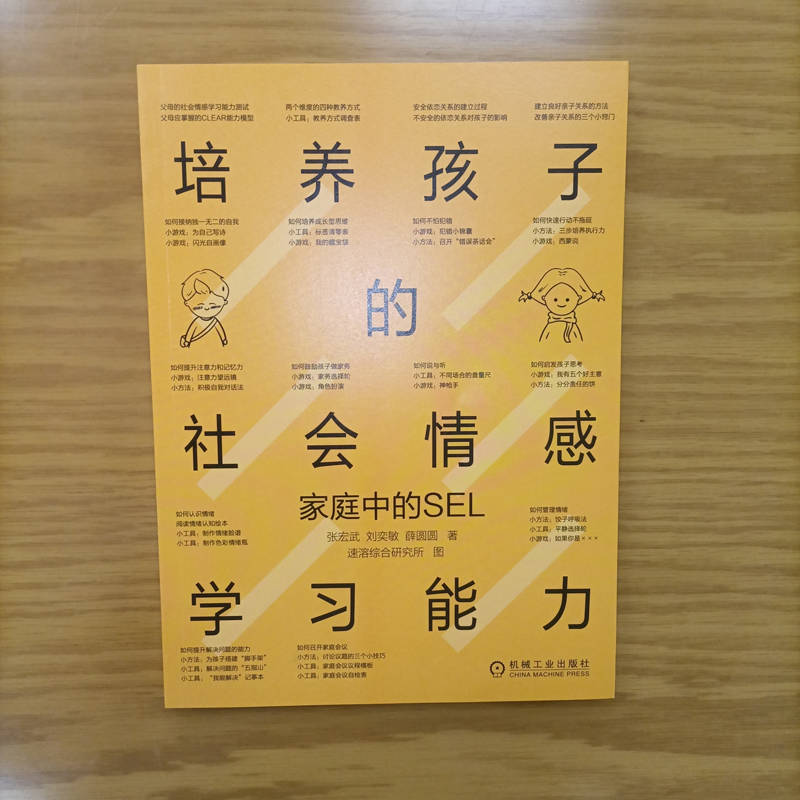 父母的社会情感学习能力测试
父母应掌握的CLEAR能力模型
两个维度的四种教养方式
小工具：教养方式调查表
安全依恋关系的建立过程
不安全的依恋关系对孩子的影响
建立良好亲子关系的方法
改善亲子关系的三个小窍门
培养孩子
如何接纳独一无二的自我
小游戏：为自己写诗
小游戏：闪光自画像
如何培养成长型思维
小工具：标签清零表
小游戏：我的藏宝袋
如何不怕犯错
小游戏：犯错小锦囊
小方法：召开“错误茶话会”
如何快速行动不拖延
小方法：三步培养执行力
小游戏：西蒙说
的
如何提升注意力和记忆力
小游戏：注意力望远镜
小方法：积极自我对话法
如何鼓励孩子做家务
小游戏：家务选择轮
小游戏：角色扮演
如何说与听
小工具：不同场合的音量尺
小游戏：神枪手
如何启发孩子思考
小游戏：我有五个好主意
小方法：分分责任的饼
社会情感
家庭中的SEL
如何认识情绪
阅读情绪认知绘本
小工具：制作情绪脸谱
小工具：制作色彩情绪瓶
张宏武 刘奕敏 薛圆圆 著
速溶综合研究所 图
如何管理情绪
小方法：饺子呼吸法
小工具：平静选择轮
小游戏：如果你是×××
学习能力
如何提升解决问题的能力
小方法：为孩子搭建“脚手架”
小工具：解决问题的“五指山”
小工具：“我能解决”记事本
如何召开家庭会议
小方法：讨论议题的三个小技巧
小工具：家庭会议议程模板
小工具：家庭会议自检表
机械工业出版社
CHINA MACHINE PRESS